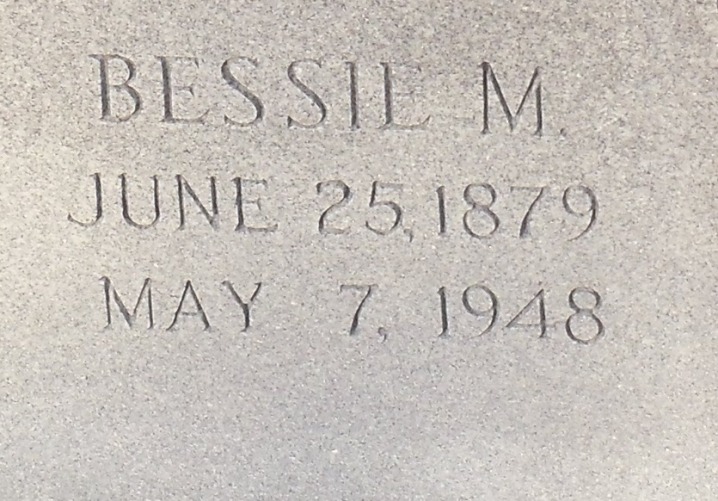 BESSIE M.
JUNE 25, 1879
MAY 7, 1948